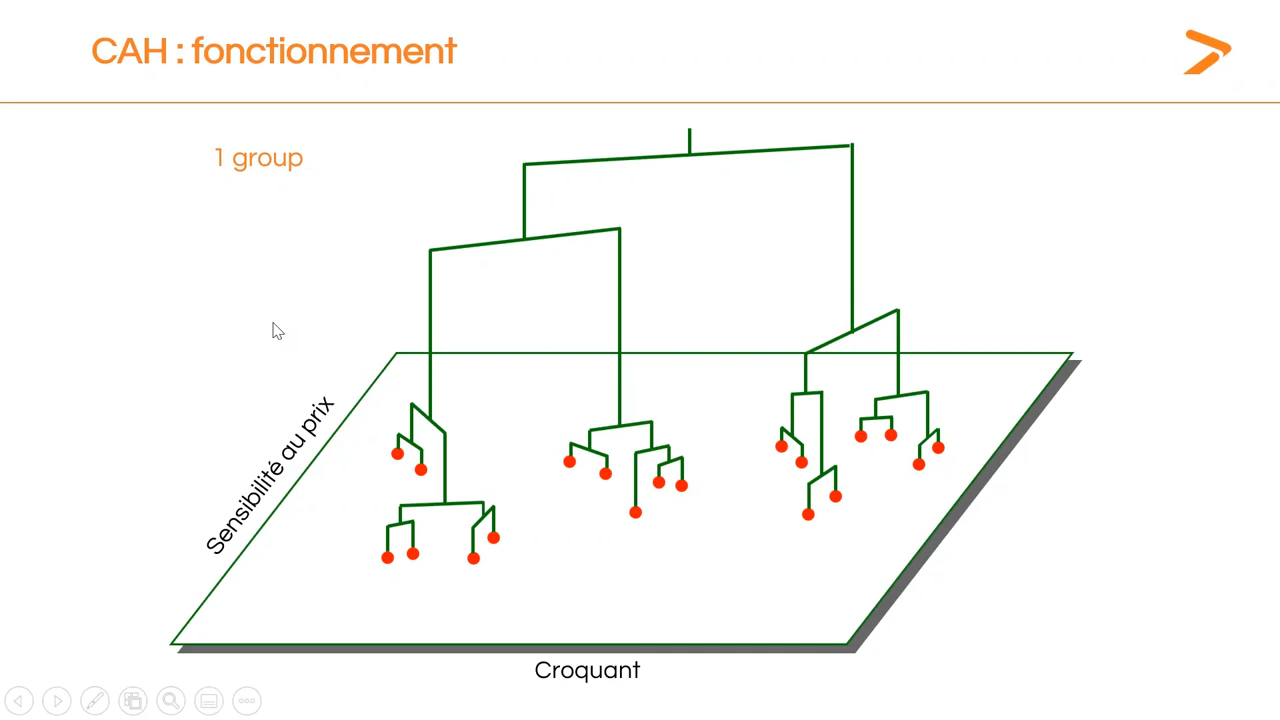 CAH : fonctionnement
1 group
Sensibilité au prix
Croquant